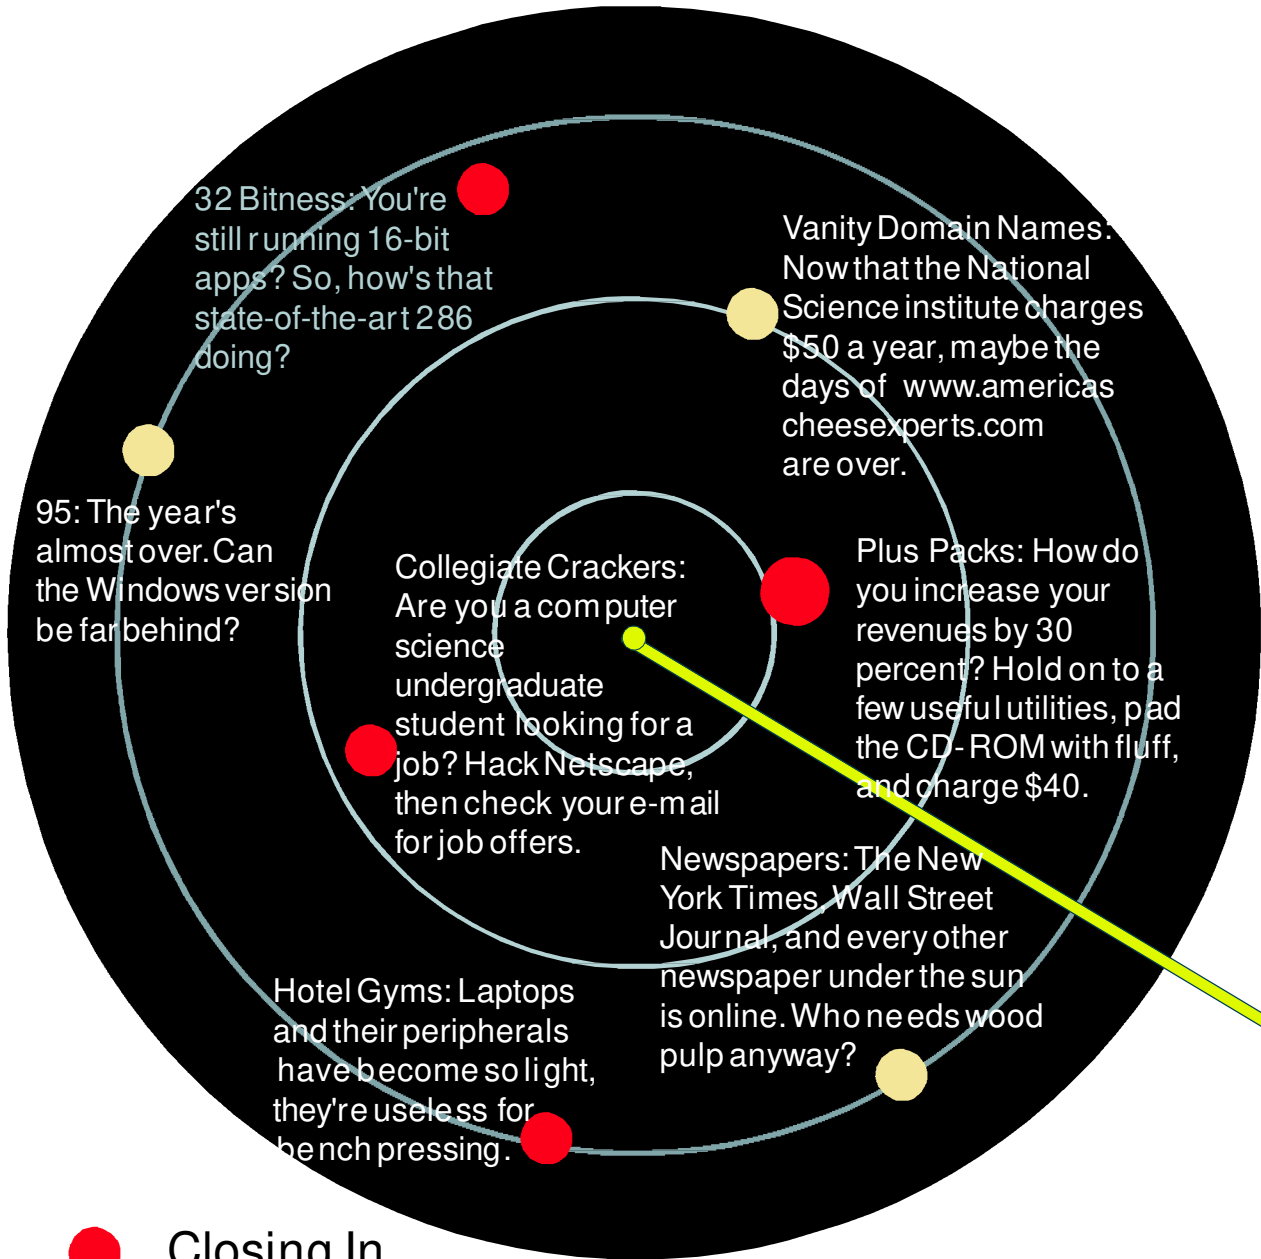 32 Bitness: You're
still running 16-bit
apps? So, how's that
state-of-the-art 286
doing?
Vanity Domain Names:
Now that the National
Science institute charges
$50 a year, maybe the
days of www.americas
cheesexperts.com
are over.
95: The year's
almost over. Can
the Windows version
be far behind?
Collegiate Crackers:
Are you a computer
science
undergraduate
student looking for a
job? Hack Netscape,
then check your e-mail
for job offers.
Plus Packs: How do
you increase your
revenues by 30
percent? Hold on to a
few useful utilities, pad
the CD-ROM with fluff,
and charge $40.
Newspapers: The New
York Times, Wall Street
Journal, and every other
newspaper under the sun
is online. Who needs wood
pulp anyway?
Hotel Gyms: Laptops
and their peripherals
have become so light,
they're useless for
bench pressing.
Closing In